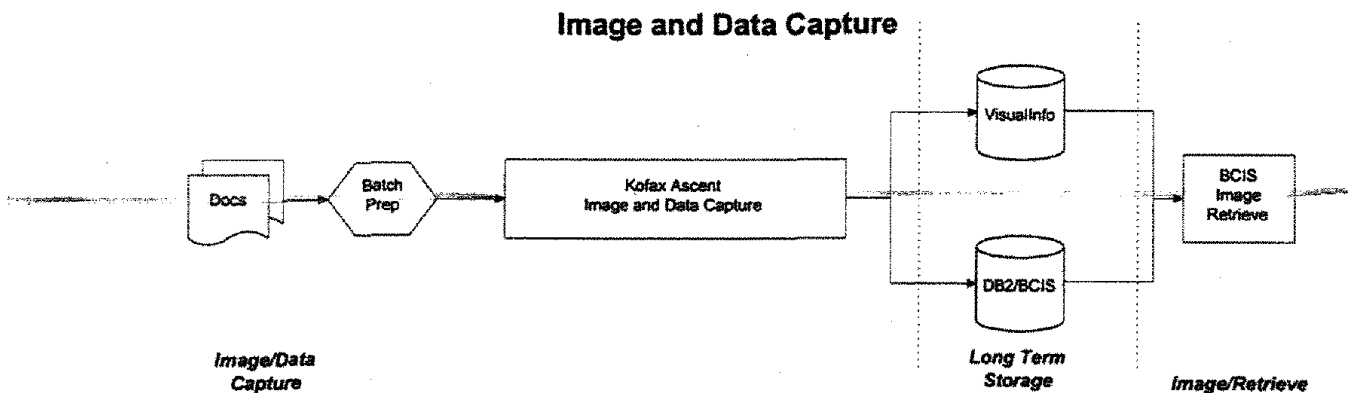 Image and Data Capture
VisualInfo
Docs
Batch
Prep
Kofax Ascent
Image and Data Capture
BCIS
Image
Retrieve
DB2/BCIS
Image/Data
Capture
Long Term
Storage
Image/Retrieve